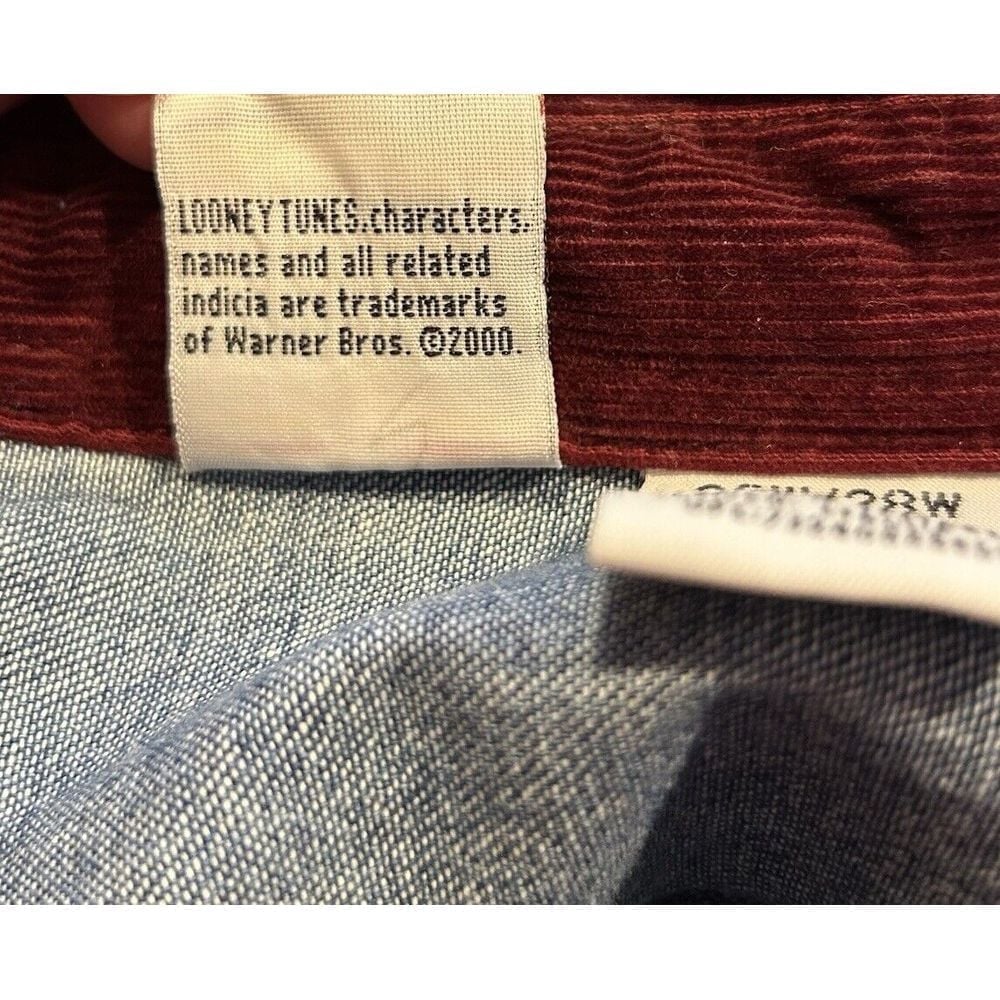 LOONEY TUNES.characters.
names and all related
indicia are trademarks
of Warner Bros. ©2000.